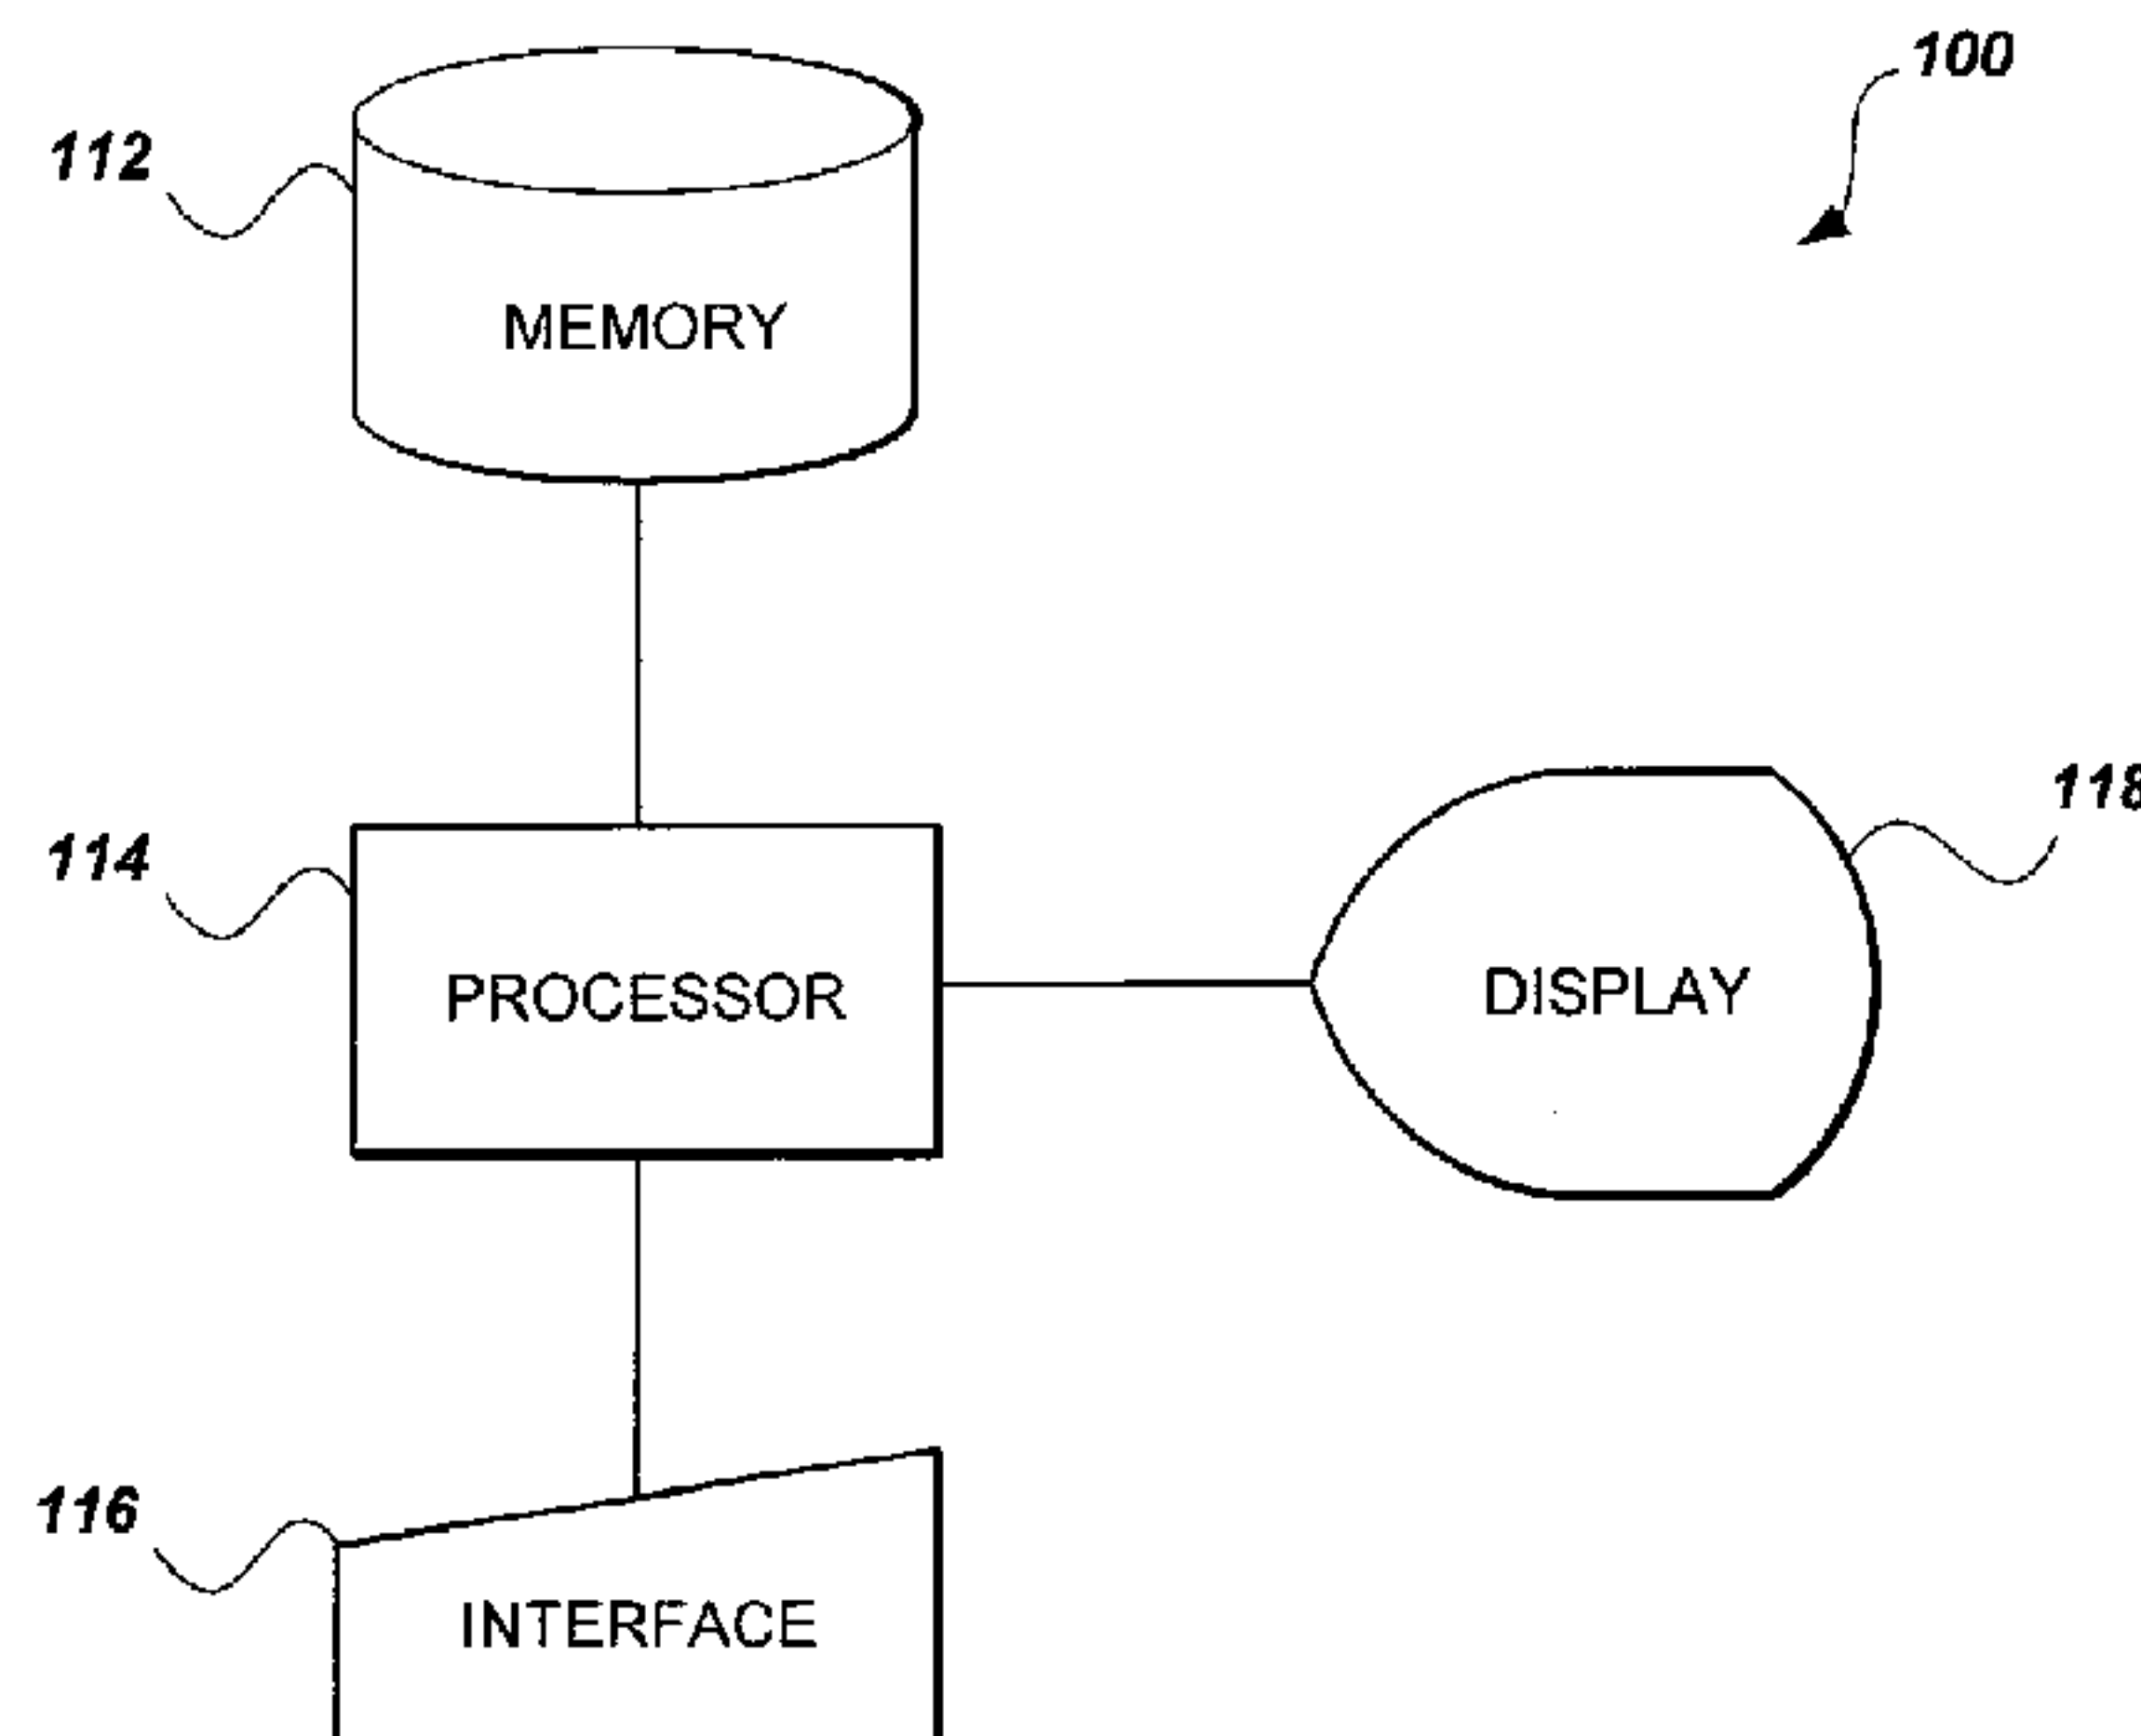 100
112
MEMORY
118
114
PROCESSOR
DISPLAY
116
INTERFACE